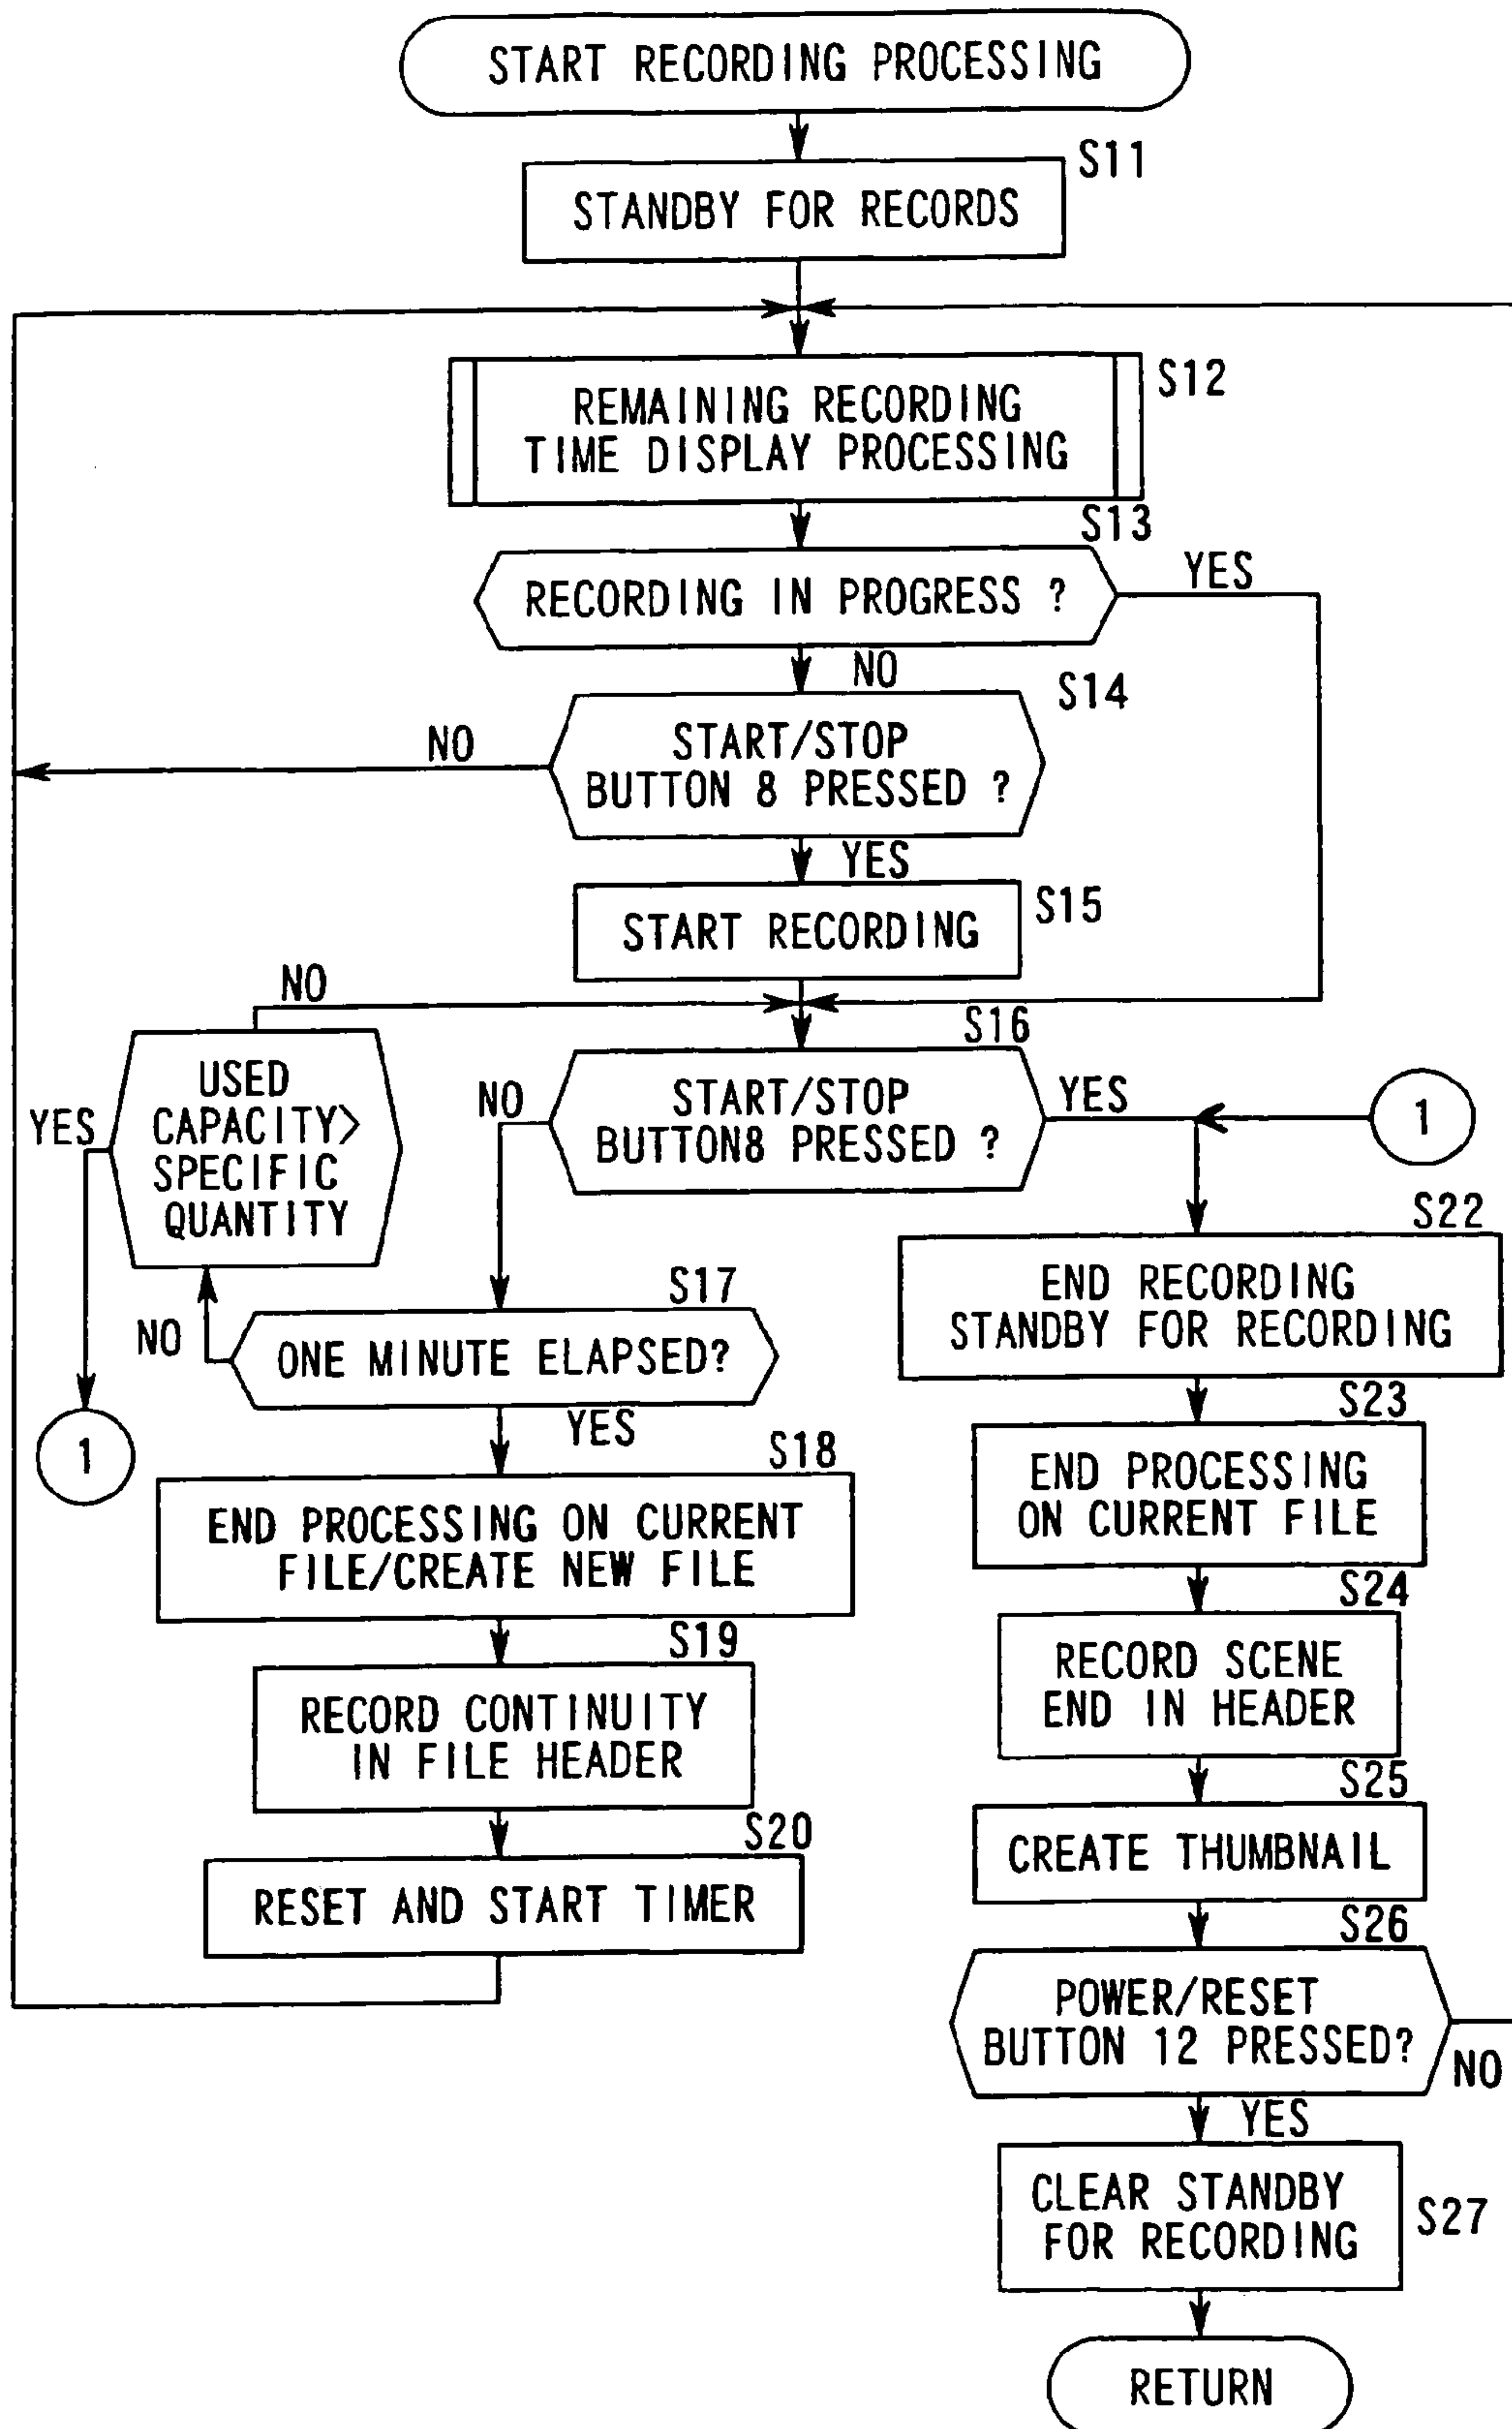 START RECORDING PROCESSING
S11
STANDBY FOR RECORDS
S12
REMAINING RECORDING
TIME DISPLAY PROCESSING
S13
RECORDING IN PROGRESS ?
YES
NO
S14
START/STOP
BUTTON 8 PRESSED ?
NO
YES
S15
START RECORDING
NO
USED
CAPACITY>
SPECIFIC
QUANTITY
YES
S16
START/STOP
BUTTON8 PRESSED ?
NO
YES
1
S17
ONE MINUTE ELAPSED?
NO
YES
1
S18
END PROCESSING ON CURRENT
FILE/CREATE NEW FILE
S19
RECORD CONTINUITY
IN FILE HEADER
S20
RESET AND START TIMER
S22
END RECORDING
STANDBY FOR RECORDING
S23
END PROCESSING
ON CURRENT FILE
S24
RECORD SCENE
END IN HEADER
S25
CREATE THUMBNAIL
S26
POWER/RESET
BUTTON 12 PRESSED?
NO
YES
CLEAR STANDBY
FOR RECORDING
S27
RETURN